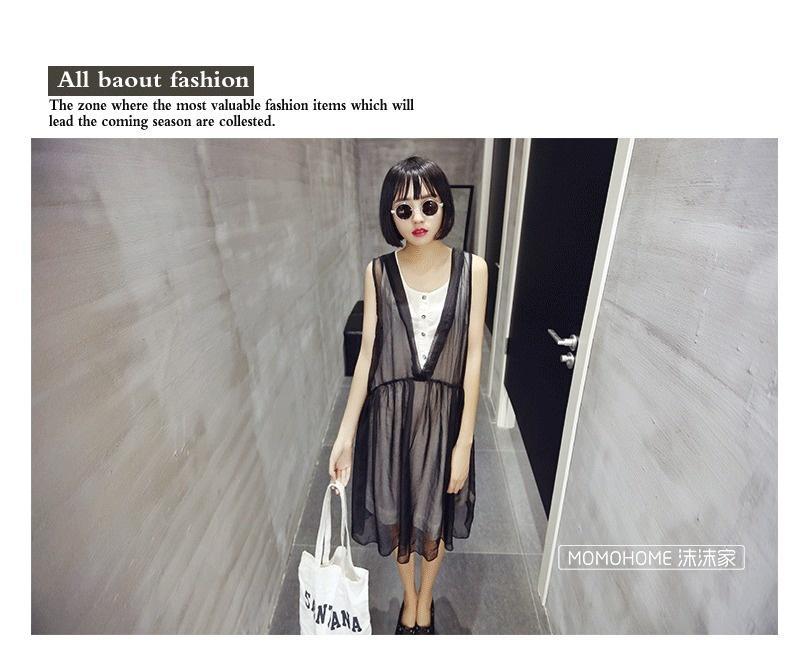 All baout fashion
The zone where the most valuable fashion items which will
lead the coming season are collested.
MOMOHOME 沫沫家
SANTANA